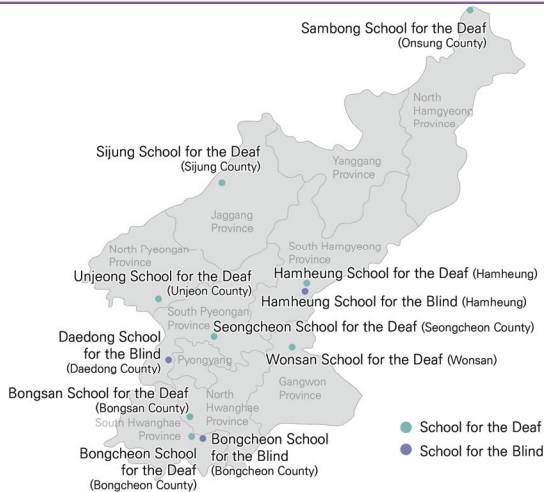 Sambong School for the Deaf
(Onsung County)
North
Hamgyeong
Province
Sijung School for the Deaf
(Sijung County)
Yanggang
Province
Jaggang
Province
North Pyeongan
Province
South Hamgyeong
Province
Unjeong School for the Deaf
(Unjeon County)
Hamheung School for the Deaf (Hamheung)
Hamheung School for the Blind (Hamheung)
South Pyeongan
Province
Seongcheon School for the Deaf (Seongcheon County)
Daedong School
for the Blind
(Daedong County)
Pyongyang
Wonsan School for the Deaf (Wonsan)
Bongsan School for the Deaf
(Bongsan County)
North
Hwanghae
Province
Gangwon
Province
South Hwanghae
Province
Bongcheon School
for the Deaf
(Bongcheon County)
Bongcheon School
for the Blind
(Bongcheon County)
School for the Deaf
School for the Blind